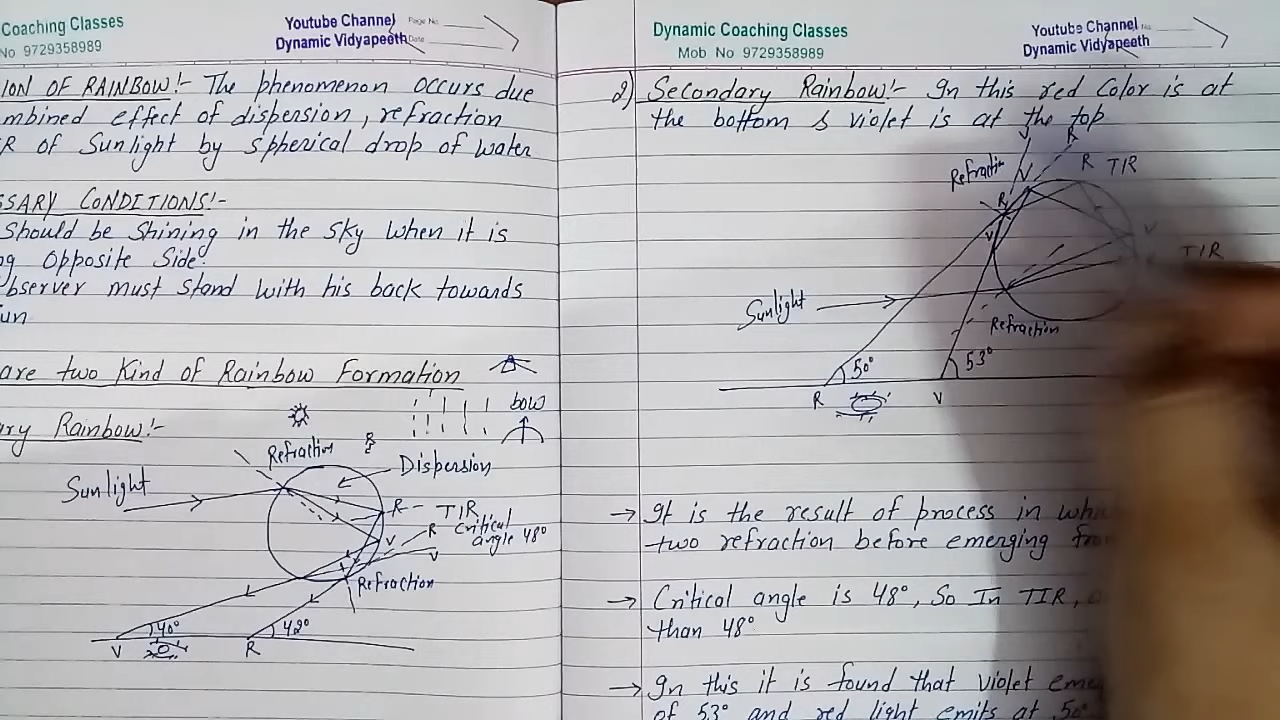 Coaching Classes
No 9729358989
Youtube Channel
Dynamic Vidyapeeth
Page No.
Date
ION OF RAINBOW:- The phenomenon occurs due
mbined effect of dispension, refraction
R of Sunlight by spherical drop of water
SSARY CONDITIONS:-
Should be Shining in the Sky when it is
g Opposite Side.
bserver must stand with his back towards
un
are two Kind of Rainbow Formation
bow
ry Rainbow:-
Refraction
Dispension
Sunlight
R - TIR
R Critical
angle 48°
V
V
Refraction
40°
42°
V
R
Dynamic Coaching Classes
Mob No 9729358989
Youtube Channel
No.
Dynamic Vidyapeeth
2) Secondary Rainbow:- In this red Color is at
the bottom & violet is at the top
V
R
Refraction
V
R
TIR
R
V
V
TIR
Sunlight
Refraction
50°
53°
R
V
→ It is the result of process in
two refraction before emerging
→ Critical angle is 48°, So In TIR,
than 48°
→ In this it is found that violet
of 53° and red light emits at 50°